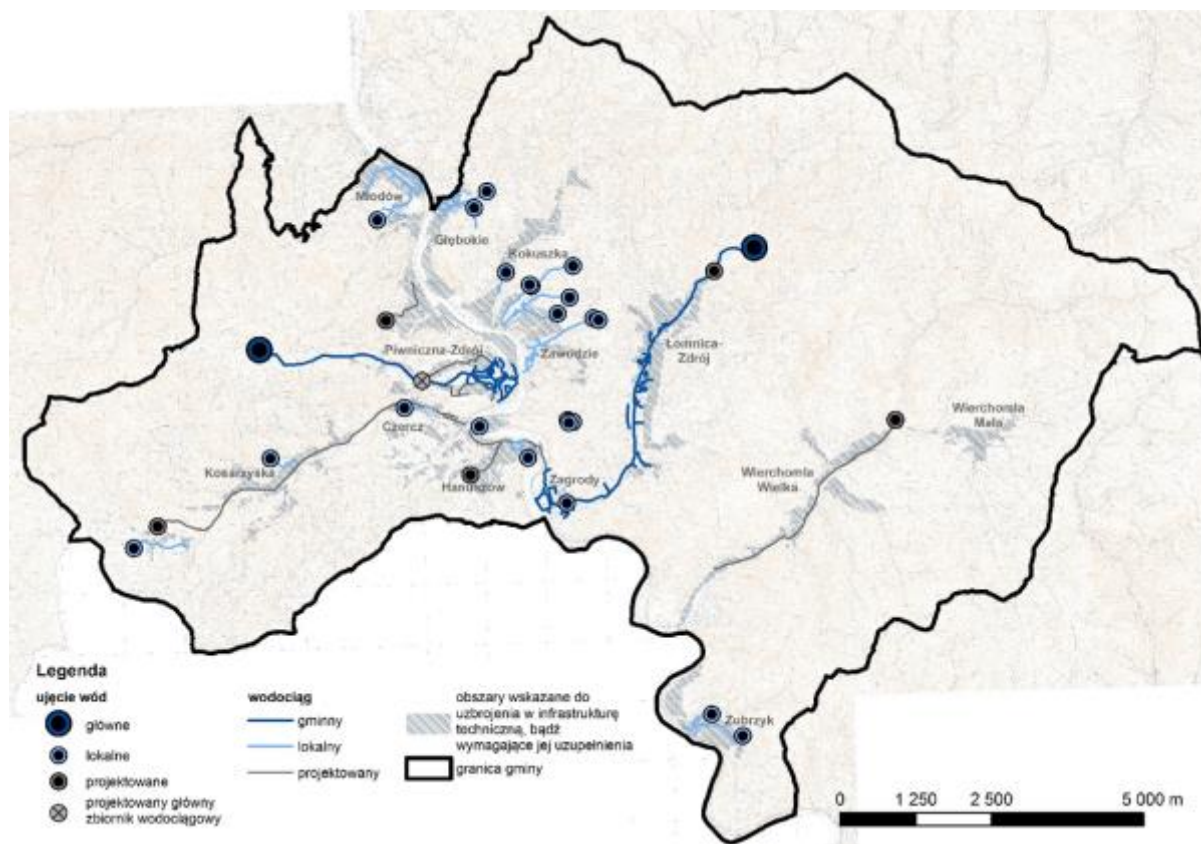 Młodów
Głębokie
Kokuszka
Łomnica-
Zdrój
Piwniczna-Zdrój
Zawodzie
Czercz
Kosarzyska
Hanuszów
Zagrody
Wierchomla
Mała
Wierchomla
Wielka
Zubrzyk
Legenda
ujęcie wód
główne
lokalne
projektowane
projektowany główny
zbiornik wodociągowy
wodociąg
gminny
lokalny
projektowany
obszary wskazane do
uzbrojenia w infrastrukturę
techniczną, bądź
wymagające jej uzupełnienia
granica gminy
0 1 250 2 500 5 000 m